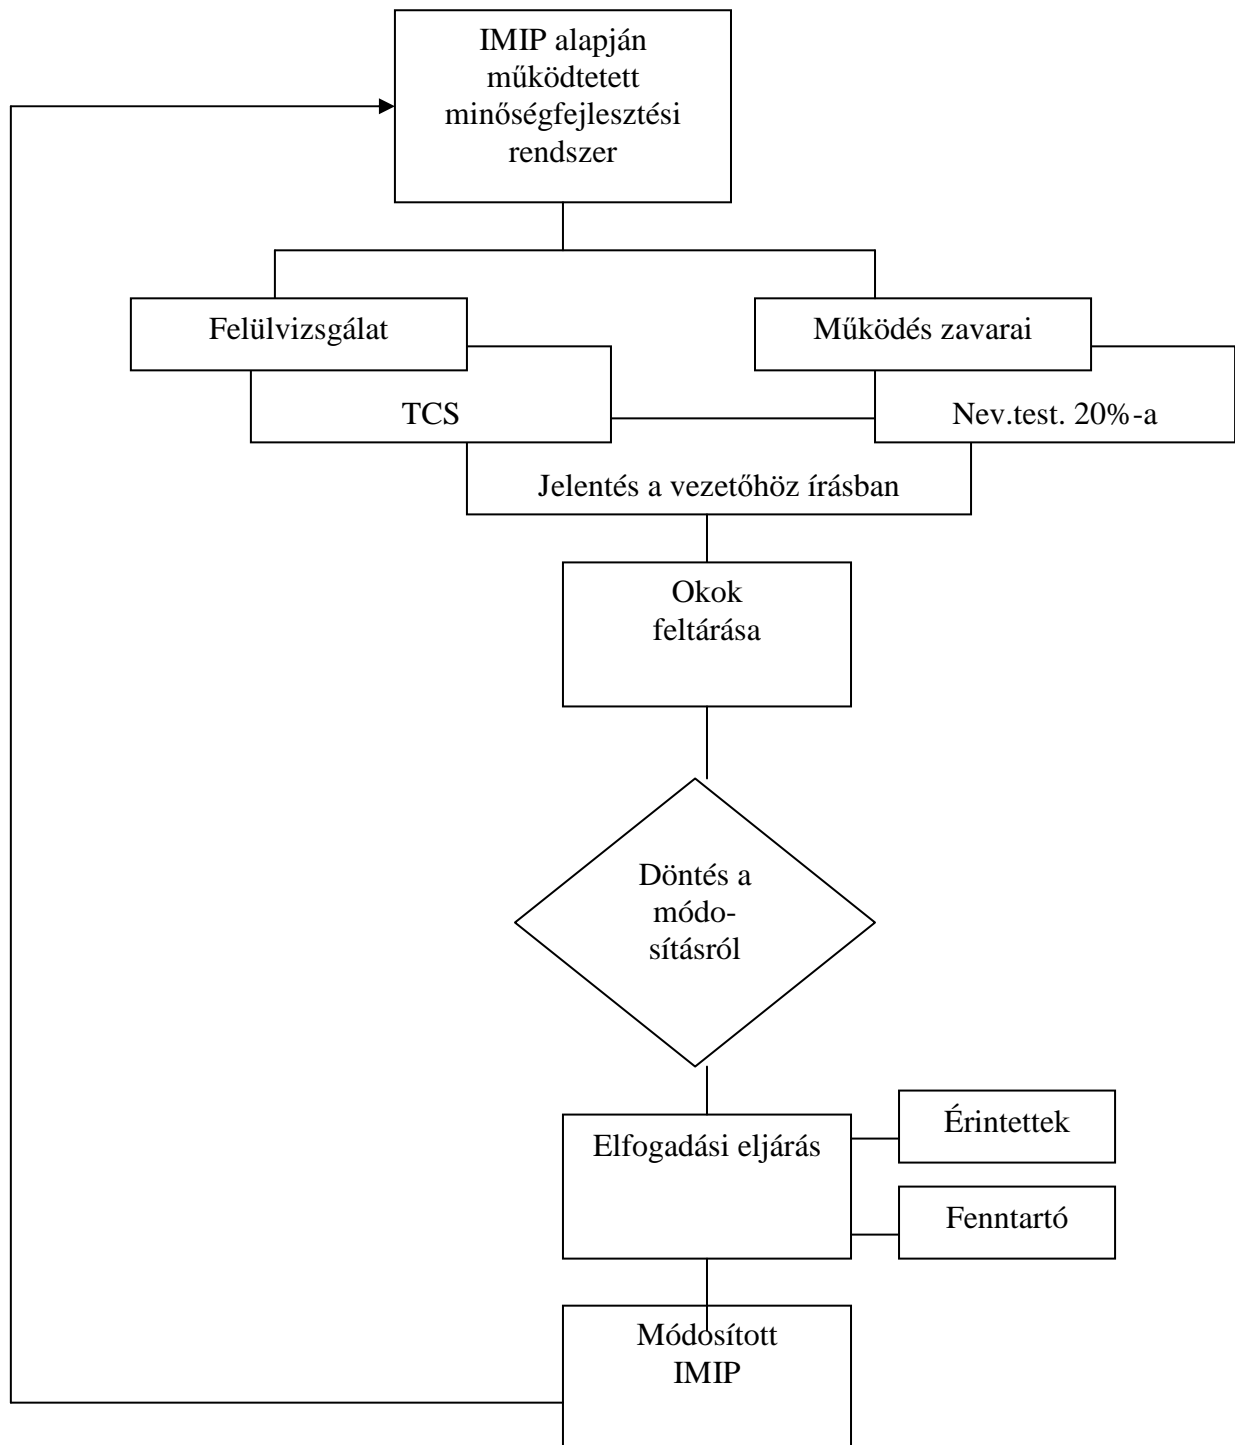 IMIP alapján
működtetett
minőségfejlesztési
rendszer
Felülvizsgálat
Működés zavarai
TCS
Nev.test. 20%-a
Jelentés a vezetőhöz írásban
Okok
feltárása
Döntés a
módo-
sításról
Elfogadási eljárás
Érintettek
Fenntartó
Módosított
IMIP